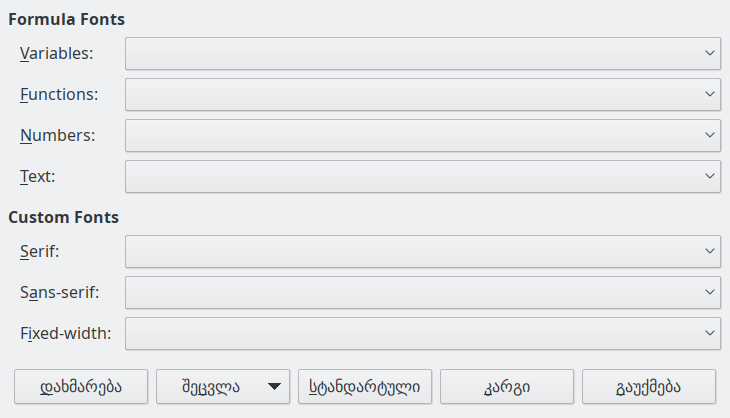 Formula Fonts
Variables:
Functions:
Numbers:
Text:
Custom Fonts
Serif:
Sans-serif:
Fixed-width:
დახმარება შეცვლა სტანდარტული კარგი გაუქმება